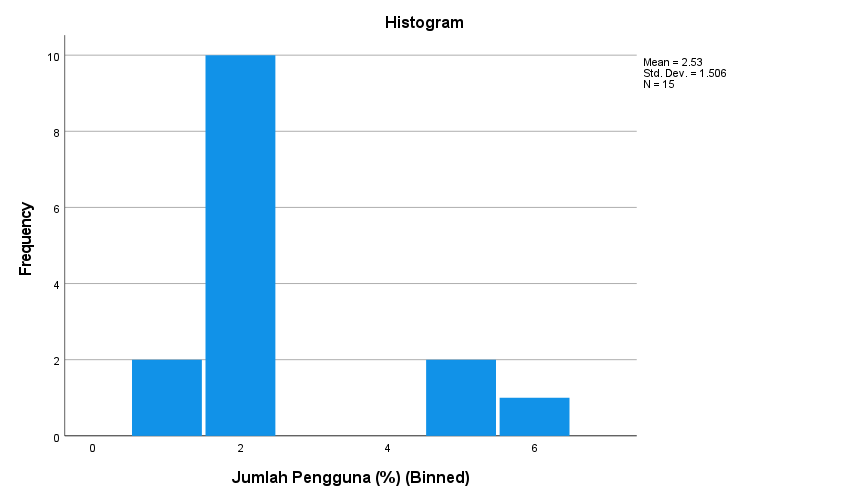 Histogram
10
8
6
4
2
0
Frequency
0 2 4 6
Jumlah Pengguna (%) (Binned)
Mean = 2.53
Std. Dev. = 1.506
N = 15